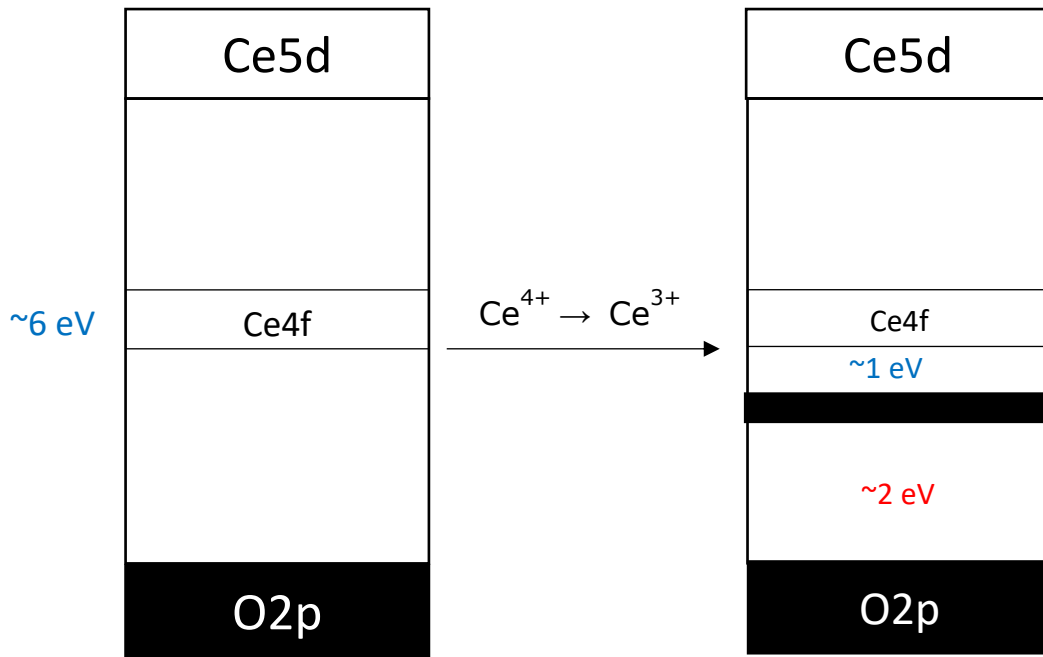 Ce5d
Ce5d
~6 eV
Ce4f
Ce⁴⁺ → Ce³⁺
Ce4f
~1 eV
~2 eV
O2p
O2p